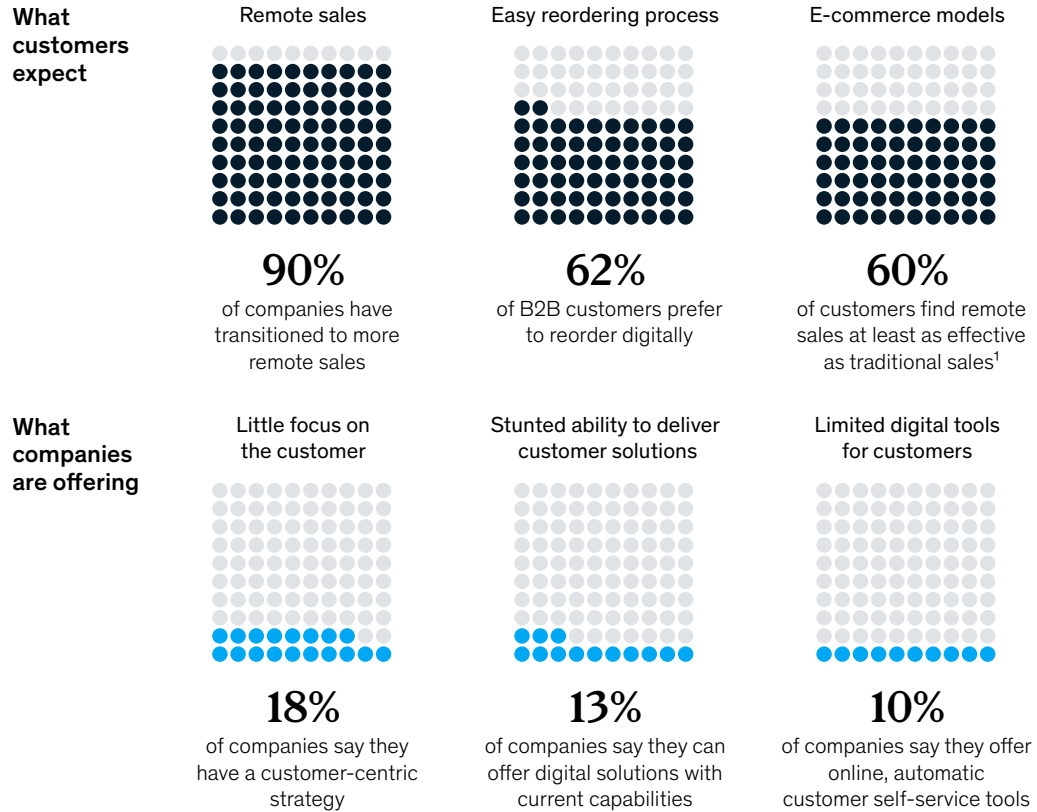 What
customers
expect
Remote sales
Easy reordering process
E-commerce models
90%
of companies have
transitioned to more
remote sales
62%
of B2B customers prefer
to reorder digitally
60%
of customers find remote
sales at least as effective
as traditional sales¹
What
companies
are offering
Little focus on
the customer
Stunted ability to deliver
customer solutions
Limited digital tools
for customers
18%
of companies say they
have a customer-centric
strategy
13%
of companies say they can
offer digital solutions with
current capabilities
10%
of companies say they offer
online, automatic
customer self-service tools